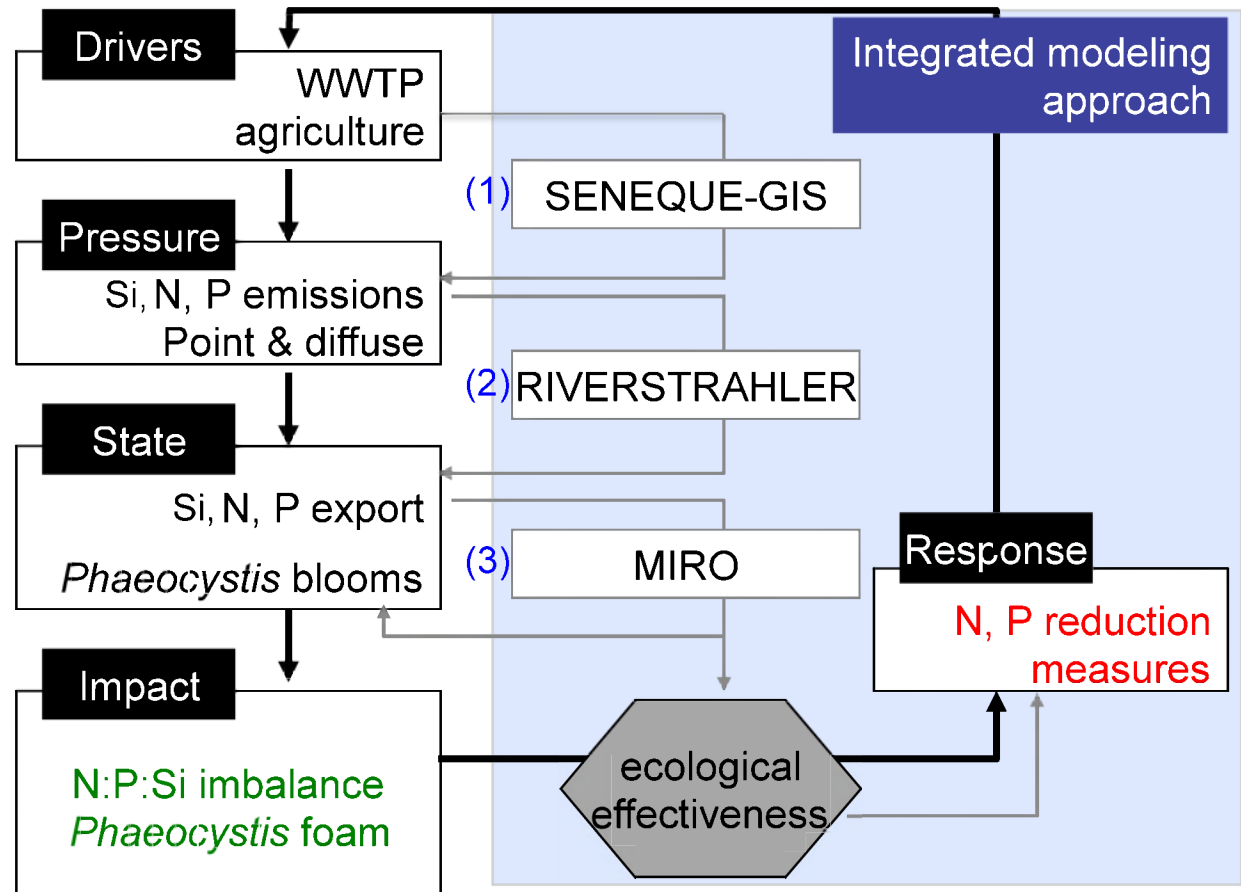 Drivers
WWTP
agriculture
Integrated modeling
approach
(1)
SENEQUE-GIS
Pressure
Si, N, P emissions
Point & diffuse
(2)
RIVERSTRAHLER
State
Si, N, P export
Phaeocystis blooms
(3)
MIRO
Response
N, P reduction
measures
Impact
N:P:Si imbalance
Phaeocystis foam
ecological
effectiveness